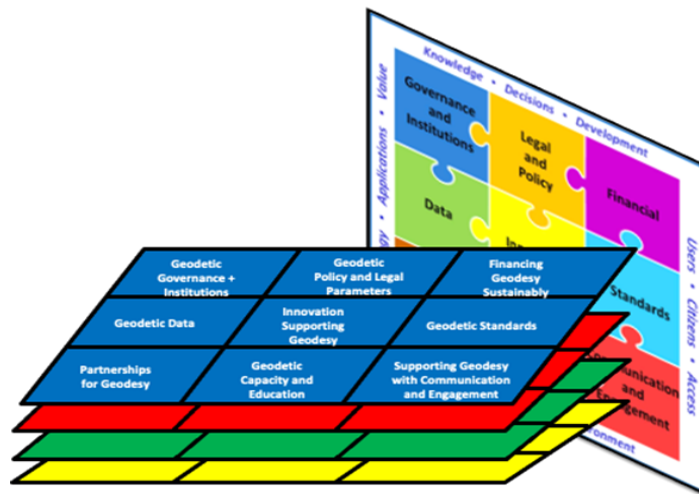 Knowledge • Decisions • Development
Applications • Value
Governance
and
Institutions
Legal
and
Policy
Financial
Data
Standards
and
Users • Citizens • Access
Geodetic
Governance +
Institutions
Geodetic
Policy and Legal
Parameters
Financing
Geodesy
Sustainably
Geodetic Data
Innovation
Supporting
Geodesy
Geodetic Standards
Partnerships
for Geodesy
Geodetic
Capacity and
Education
Supporting Geodesy
with Communication
and Engagement